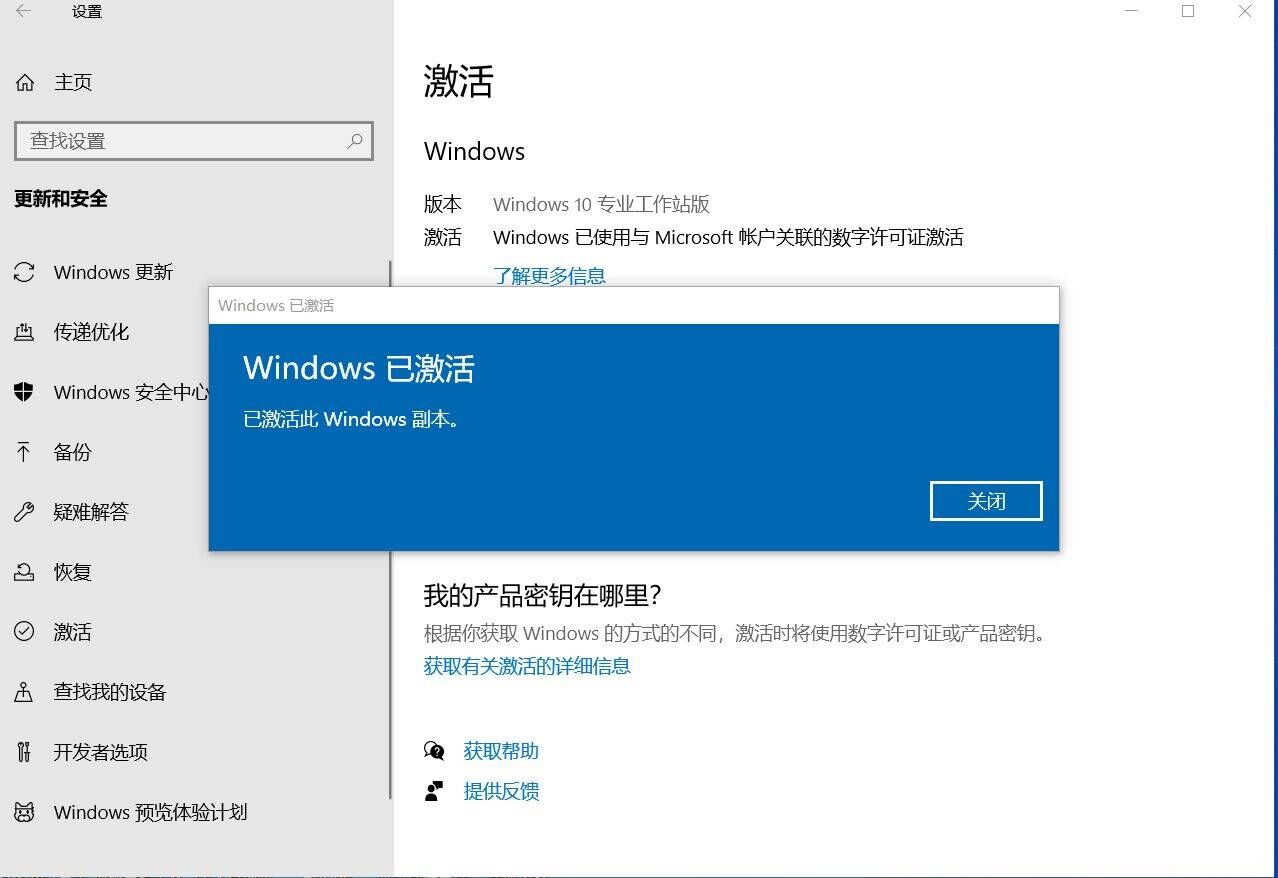 设置
主页
查找设置
更新和安全
Windows 更新
传递优化
Windows 安全中心
备份
疑难解答
恢复
激活
查找我的设备
开发者选项
Windows 预览体验计划
激活
Windows
版本 Windows 10 专业工作站版
激活 Windows 已使用与 Microsoft 帐户关联的数字许可证激活
了解更多信息
Windows 已激活
Windows 已激活
已激活此 Windows 副本。
关闭
我的产品密钥在哪里?
根据你获取 Windows 的方式的不同，激活时将使用数字许可证或产品密钥。
获取有关激活的详细信息
获取帮助
提供反馈